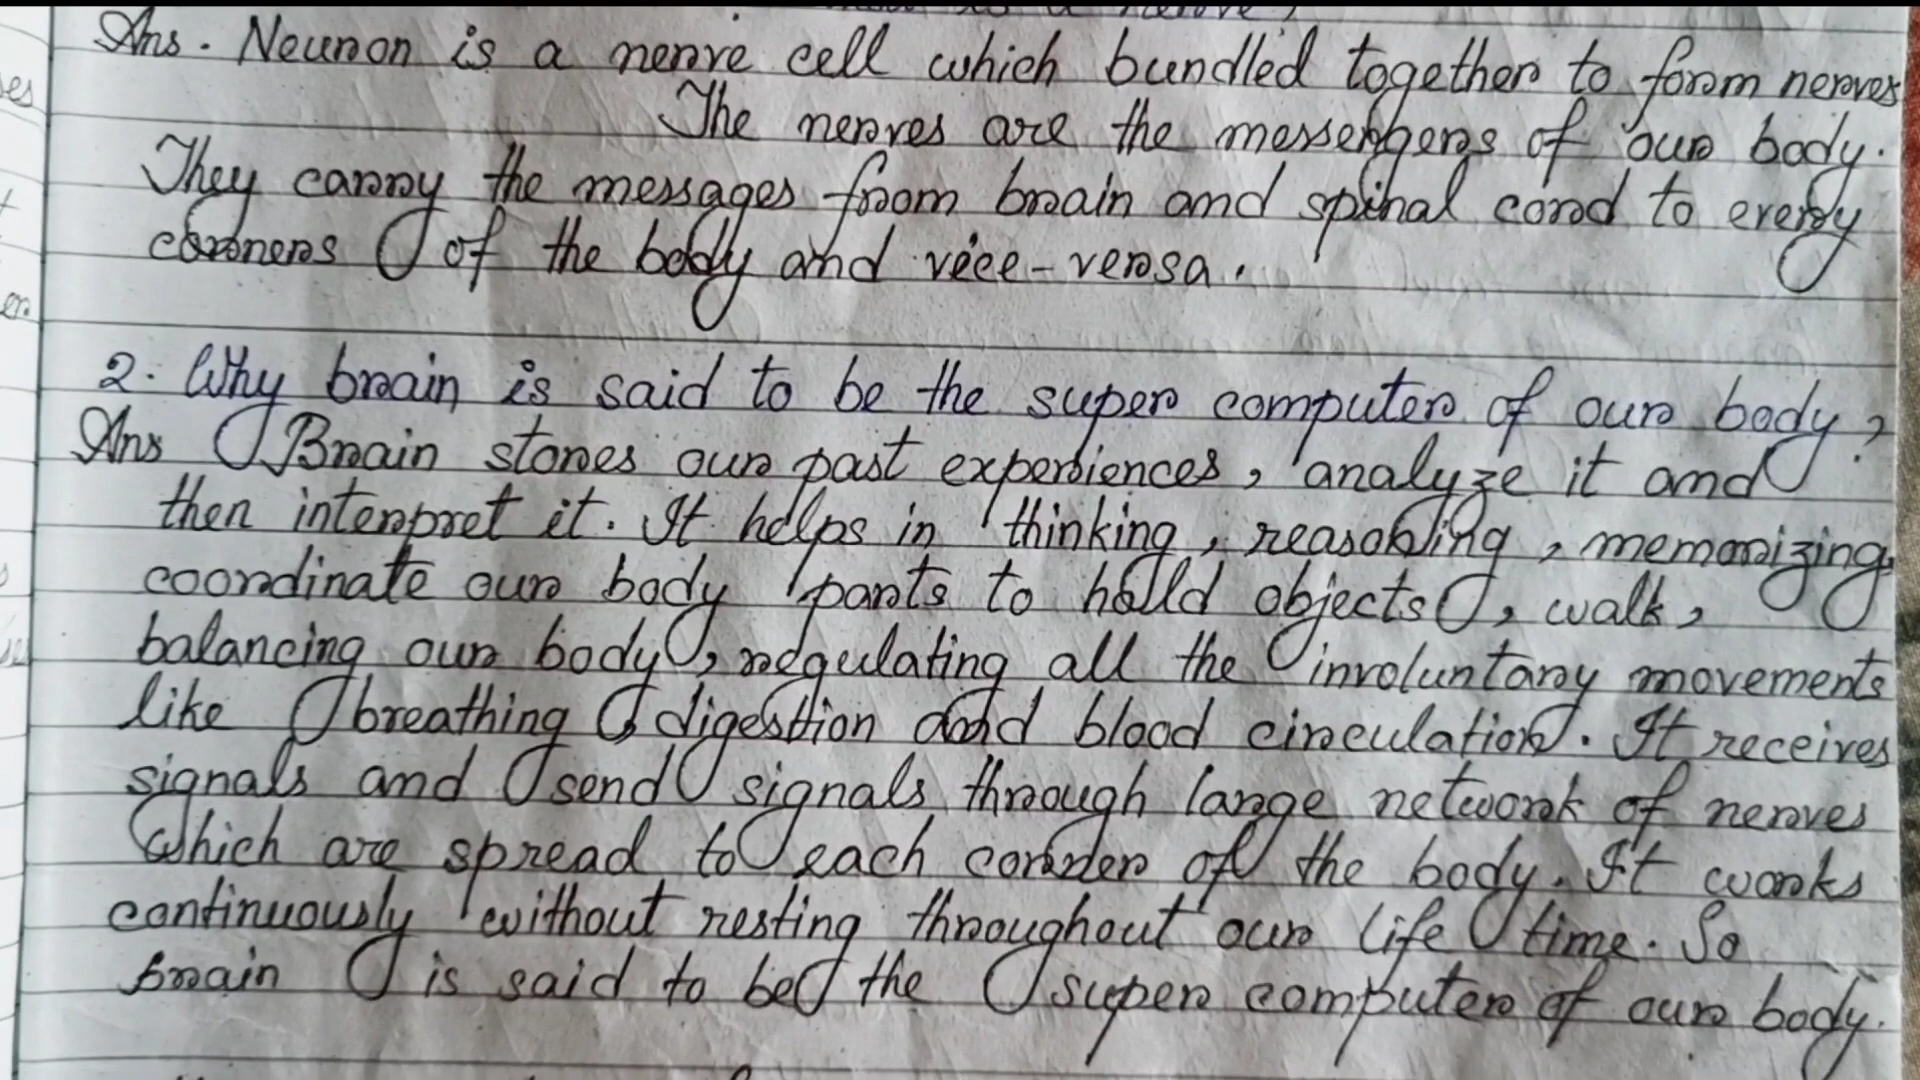 Ans. Neuron is a nerve cell which bundled together to form nerves
The nerves are the messengers of our body.
They carry the messages from brain and spinal cord to every
corners of the body and vice-versa.
2. Why brain is said to be the super computer of our body?
Ans Brain stores our past experiences, analyze it and
then interpret it. It helps in thinking, reasoning, memorizing,
coordinate our body parts to hold objects, walk,
balancing our body, regulating all the involuntary movements
like breathing, digestion and blood circulation. It receives
signals and send signals through large network of nerves
which are spread to each corner of the body. It works
continuously without resting throughout our life time. So
brain is said to be the super computer of our body.